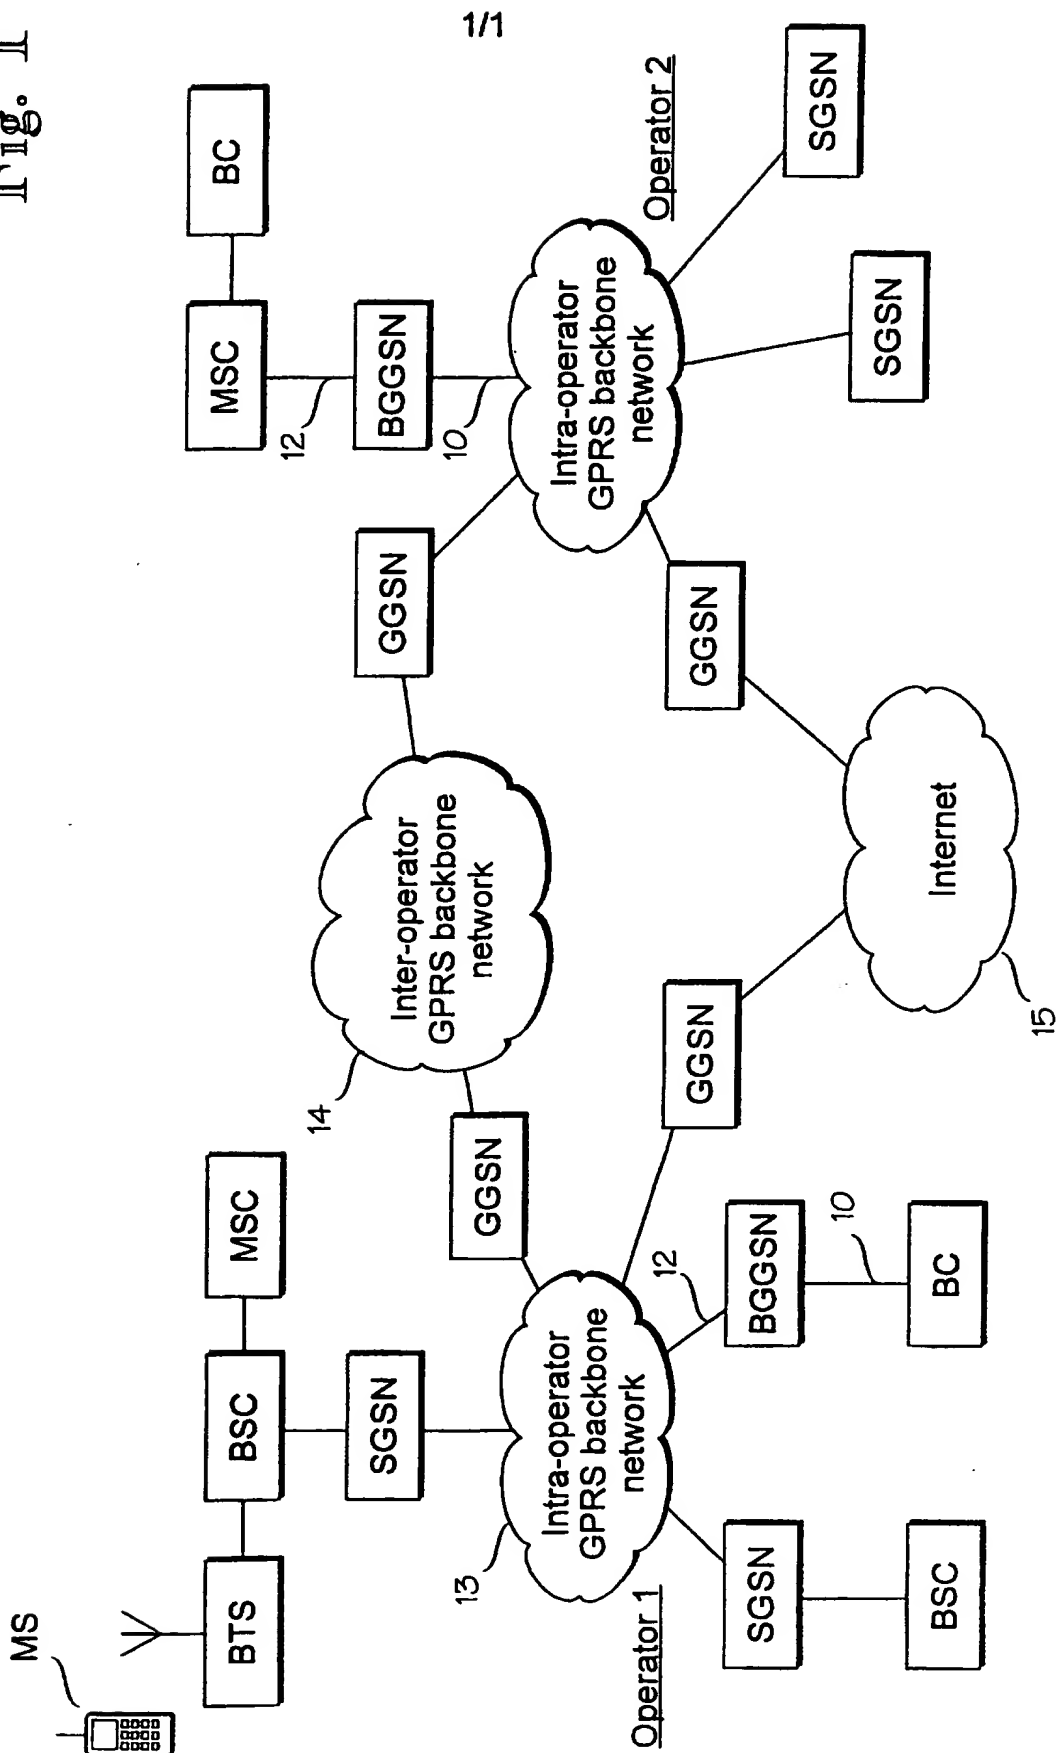 1/1
Fig. 1
MS
BTS
BSC
MSC
SGSN
14
Inter-operator
GPRS backbone
network
GGSN
GGSN
MSC
BC
12
BGGSN
10
13
Intra-operator
GPRS backbone
network
Operator 1
Intra-operator
GPRS backbone
network
Operator 2
SGSN
BSC
12
BGGSN
10
BC
GGSN
Internet
15
GGSN
SGSN
SGSN